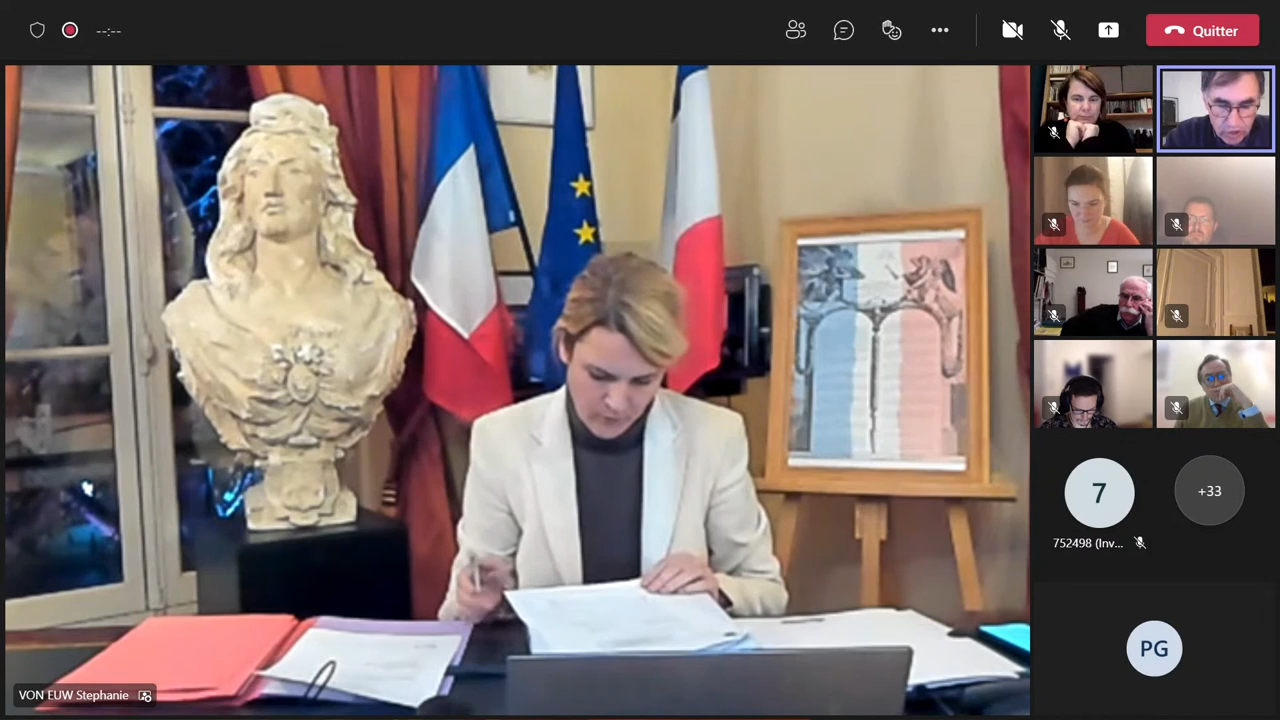 --:--
Quitter
7
+33
752498 (Inv...
PG
VON EUW Stephanie